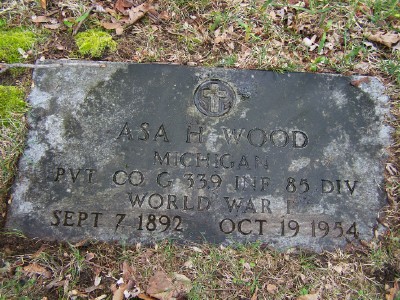 ASA H WOOD
MICHIGAN
PVT CO G 339 INF 85 DIV
WORLD WAR I
SEPT 7 1892 OCT 19 1954